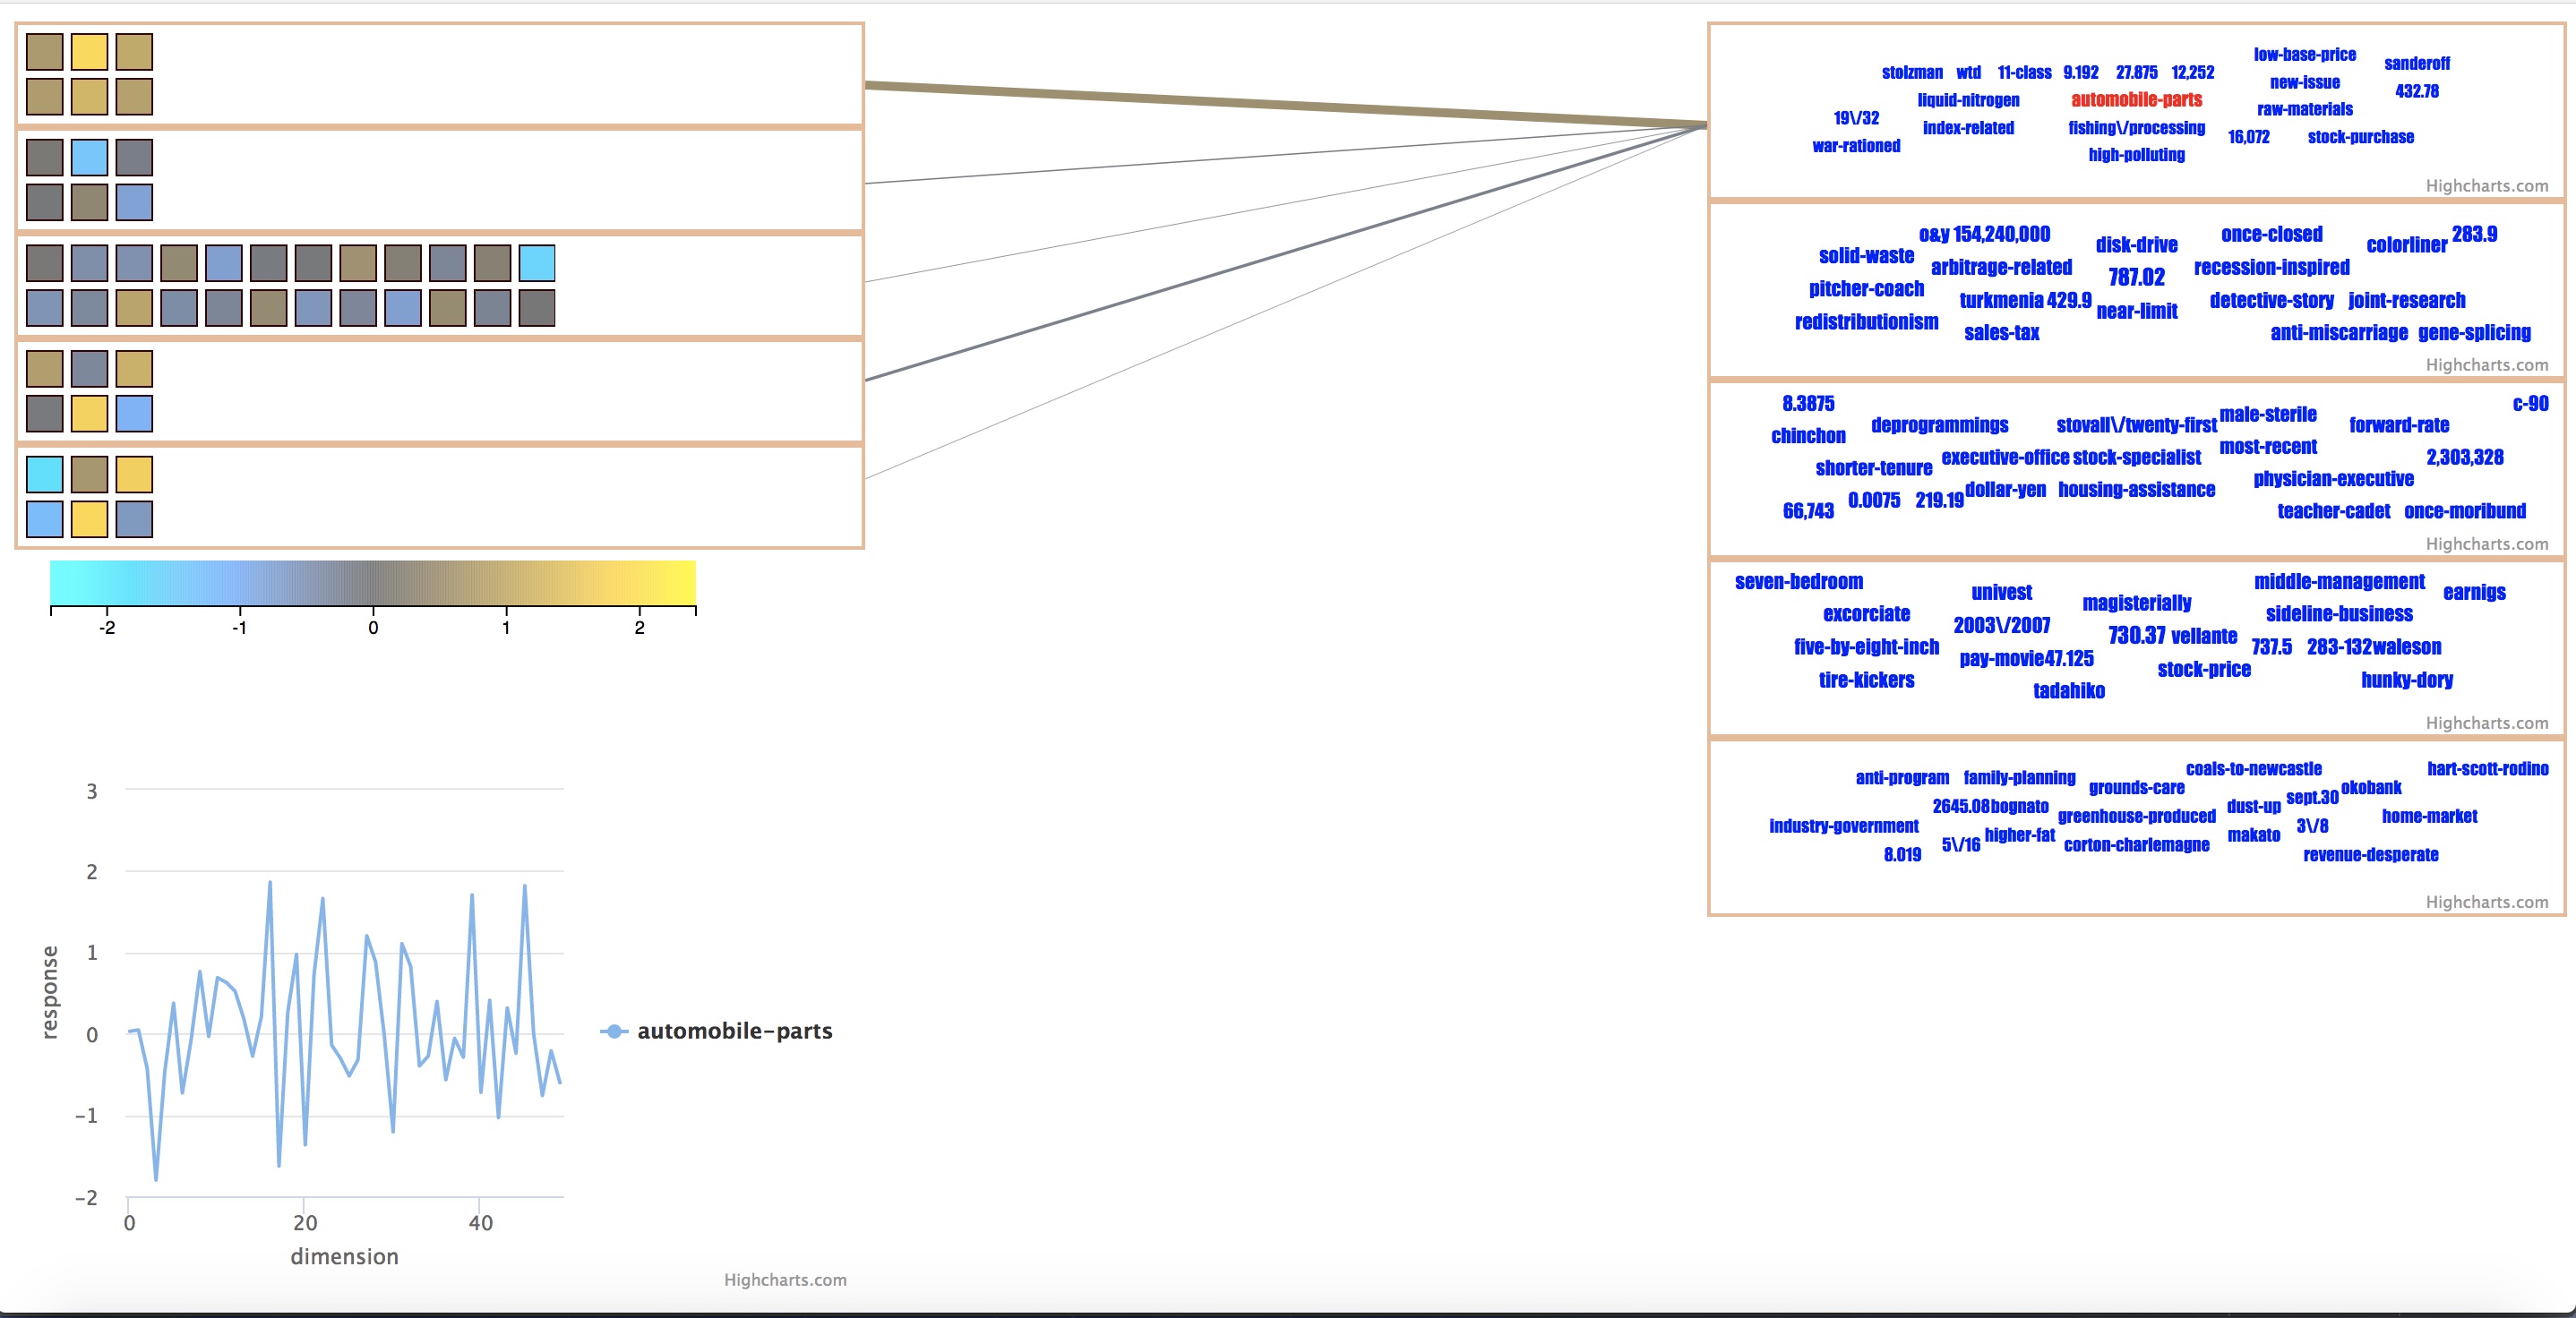 low-base-price
sanderoff
stolzman wtd 11-class 9.192 27.875 12,252
new-issue
432.78
liquid-nitrogen automobile-parts
raw-materials
19\/32
index-related fishing\/processing
16,072 stock-purchase
war-rationed
high-polluting
Highcharts.com
o&y 154,240,000 once-closed 283.9
disk-drive colorliner
solid-waste
arbitrage-related 787.02 recession-inspired
pitcher-coach
turkmenia 429.9 detective-story joint-research
near-limit
redistributionism
sales-tax anti-miscarriage gene-splicing
Highcharts.com
8.3875 c-90
male-sterile
deprogrammings stovall\/twenty-first forward-rate
chinchon
most-recent
executive-office stock-specialist 2,303,328
shorter-tenure
physician-executive
dollar-yen housing-assistance
0.0075 219.19
66,743 teacher-cadet once-moribund
Highcharts.com
seven-bedroom middle-management
univest earnigs
magisterially
excorciate sideline-business
2003\/2007
730.37 vellante
five-by-eight-inch 737.5 283-132 waleson
pay-movie 47.125
stock-price
tire-kickers hunky-dory
tadahiko
Highcharts.com
coals-to-newcastle hart-scott-rodino
anti-program family-planning
grounds-care okobank
sept.30
2645.08 bognato dust-up
greenhouse-produced home-market
industry-government 3\/8
higher-fat makato
5\/16 corton-charlemagne
8.019 revenue-desperate
Highcharts.com
-2 -1 0 1 2
3
2
1
0
-1
-2
response
0 20 40
dimension
automobile-parts
Highcharts.com